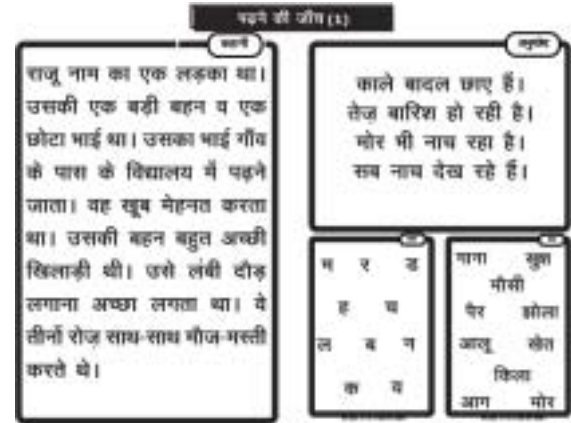 पढ़ने की जाँच (1)
कहानी
राजू नाम का एक लड़का था।
उसकी एक बड़ी बहन व एक
छोटा भाई था। उसका भाई गाँव
के पास के विद्यालय में पढ़ने
जाता। वह खूब मेहनत करता
था। उसकी बहन बहुत अच्छी
खिलाड़ी थी। उसे लंबी दौड़
लगाना अच्छा लगता था। वे
तीनों रोज़ साथ-साथ मौज-मस्ती
करते थे।
अनुच्छेद
काले बादल छाए हैं।
तेज़ बारिश हो रही है।
मोर भी नाच रहा है।
सब नाच देख रहे हैं।
म र ड
ह च
ल ब ग
क व
गाना खुश
मौसी
पैर झोला
आलू खेत
किला
आग मोर